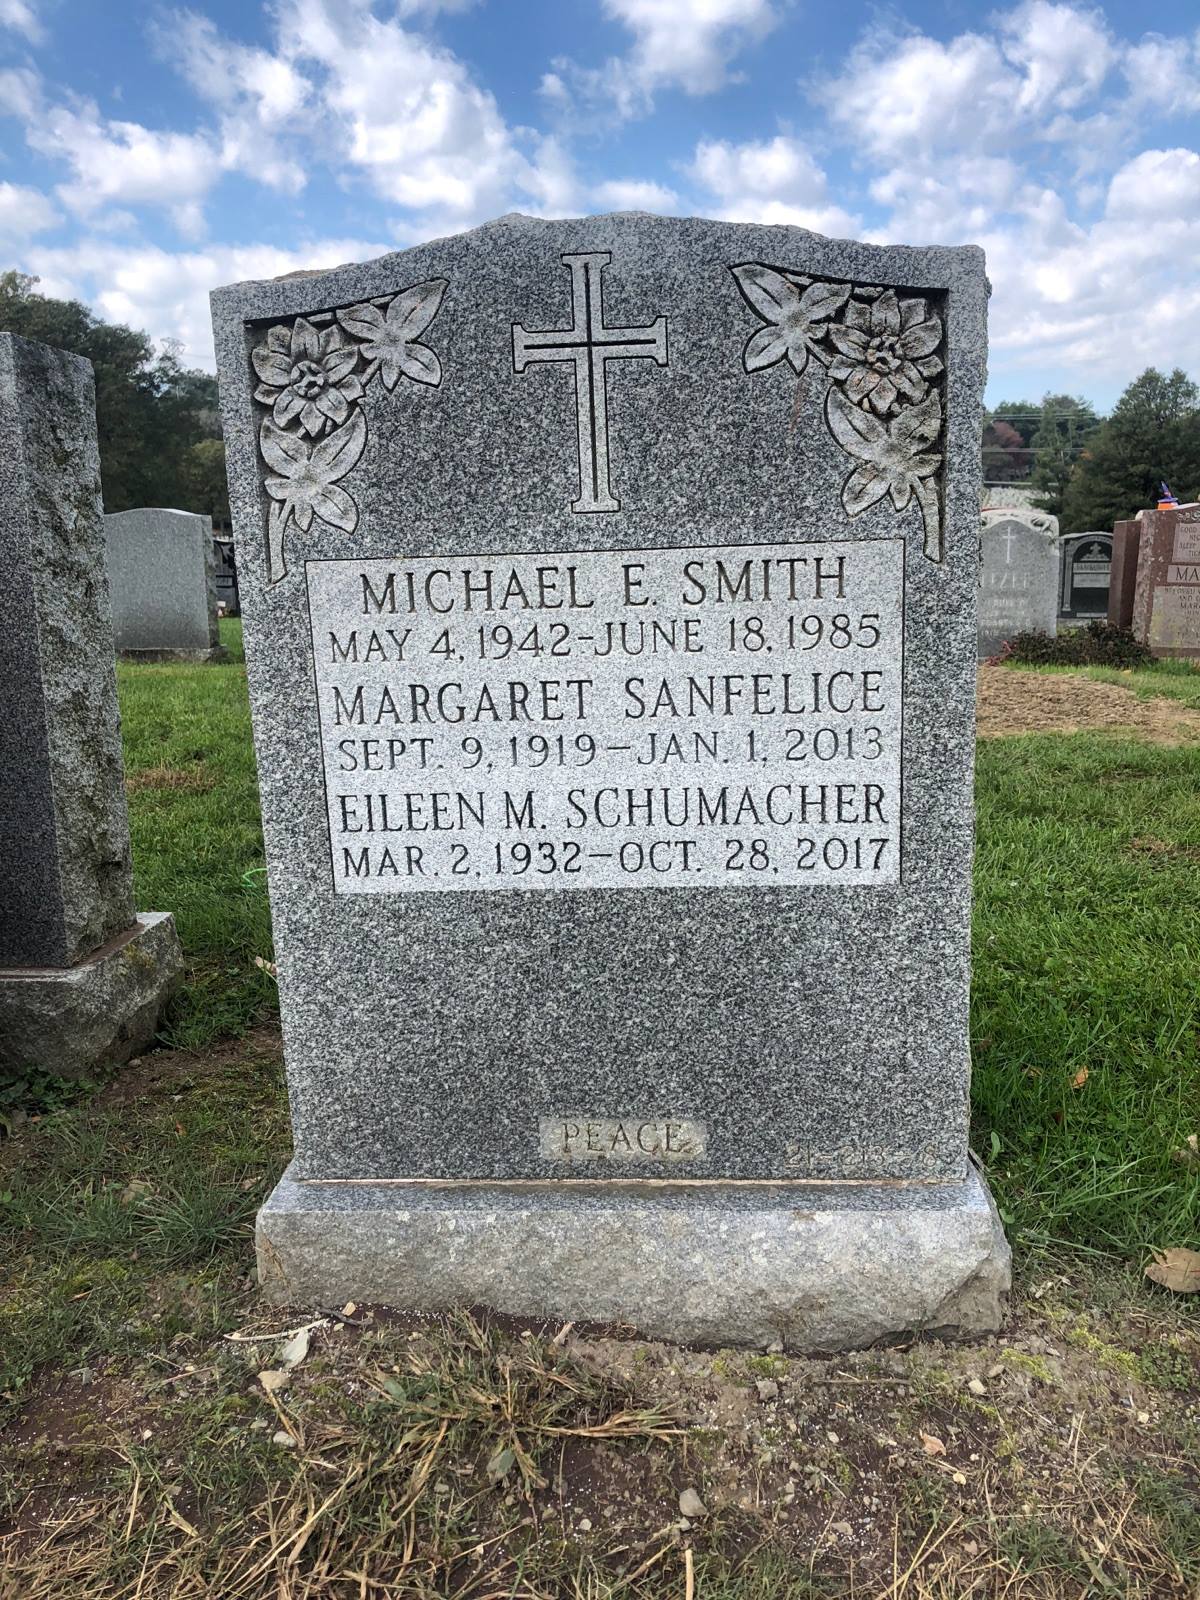 MICHAEL E. SMITH
MAY 4, 1942-JUNE 18, 1985
MARGARET SANFELICE
SEPT. 9, 1919-JAN. 1, 2013
EILEEN M. SCHUMACHER
MAR. 2, 1932-OCT. 28, 2017
PEACE